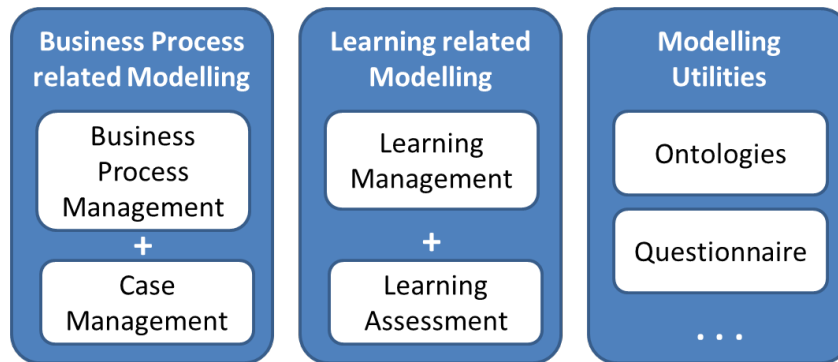 Business Process
related Modelling
Business
Process
Management
+
Case
Management
Learning related
Modelling
Learning
Management
+
Learning
Assessment
Modelling
Utilities
Ontologies
Questionnaire
. . .